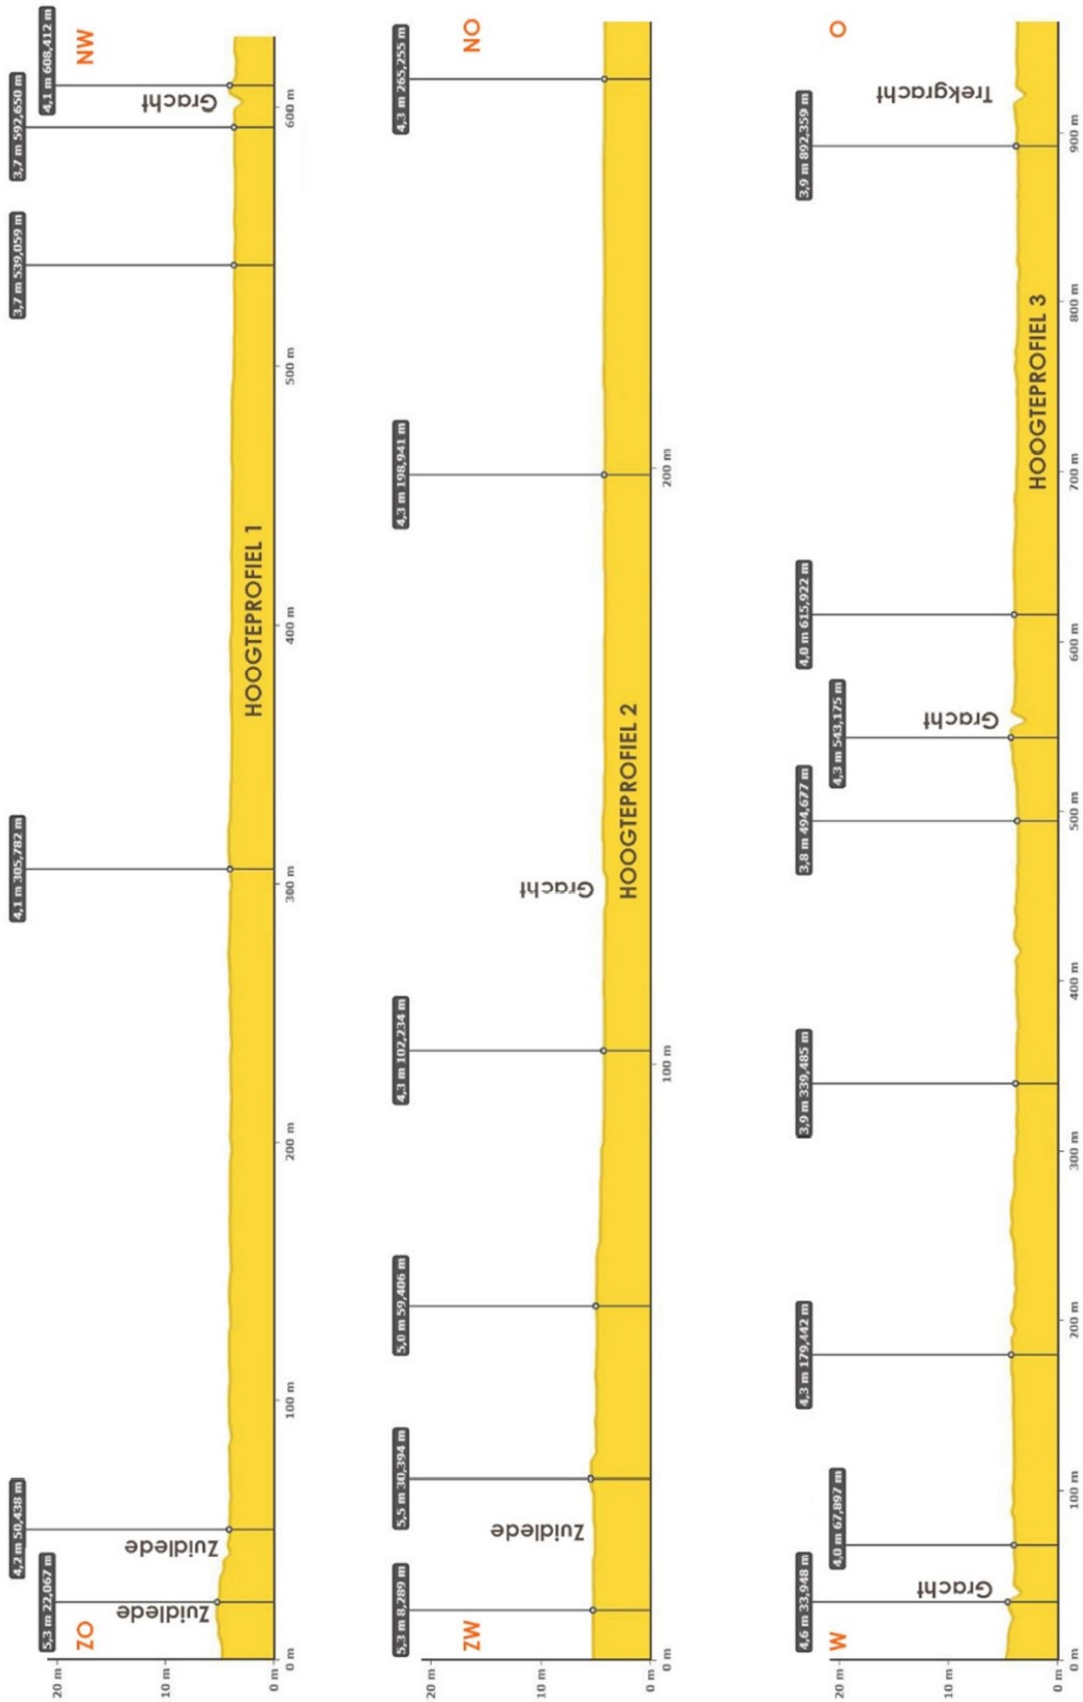 5,3 m 22,067 m
4,2 m 50,438 m
4,1 m 305,782 m
3,7 m 539,059 m
3,7 m 592,650 m
4,1 m 608,412 m
ZO
NW
Zuidlede
Zuidlede
Gracht
HOOGTEPROFIEL 1
20 m
10 m
0 m
100 m
200 m
300 m
400 m
500 m
600 m
5,3 m 8,289 m
5,5 m 30,394 m
5,0 m 59,406 m
4,3 m 102,234 m
4,3 m 198,941 m
4,3 m 265,255 m
ZW
NO
Zuidlede
Gracht
HOOGTEPROFIEL 2
20 m
10 m
0 m
100 m
200 m
4,6 m 33,948 m
4,0 m 67,897 m
4,3 m 179,442 m
3,9 m 339,485 m
3,8 m 494,677 m
4,3 m 543,175 m
4,0 m 615,922 m
3,9 m 892,359 m
W
O
Gracht
Gracht
Trekgracht
HOOGTEPROFIEL 3
20 m
10 m
0 m
100 m
200 m
300 m
400 m
500 m
600 m
700 m
800 m
900 m